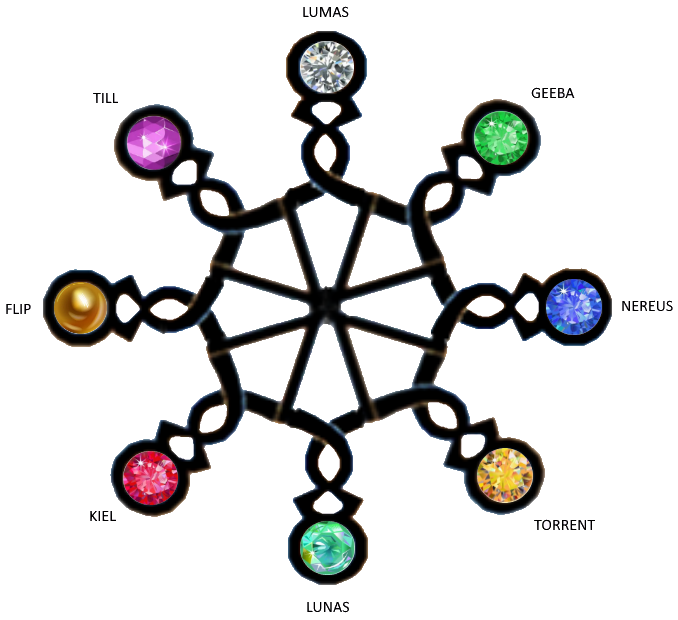 LUMAS
GEEBA
TILL
FLIP
NEREUS
KIEL
TORRENT
LUNAS